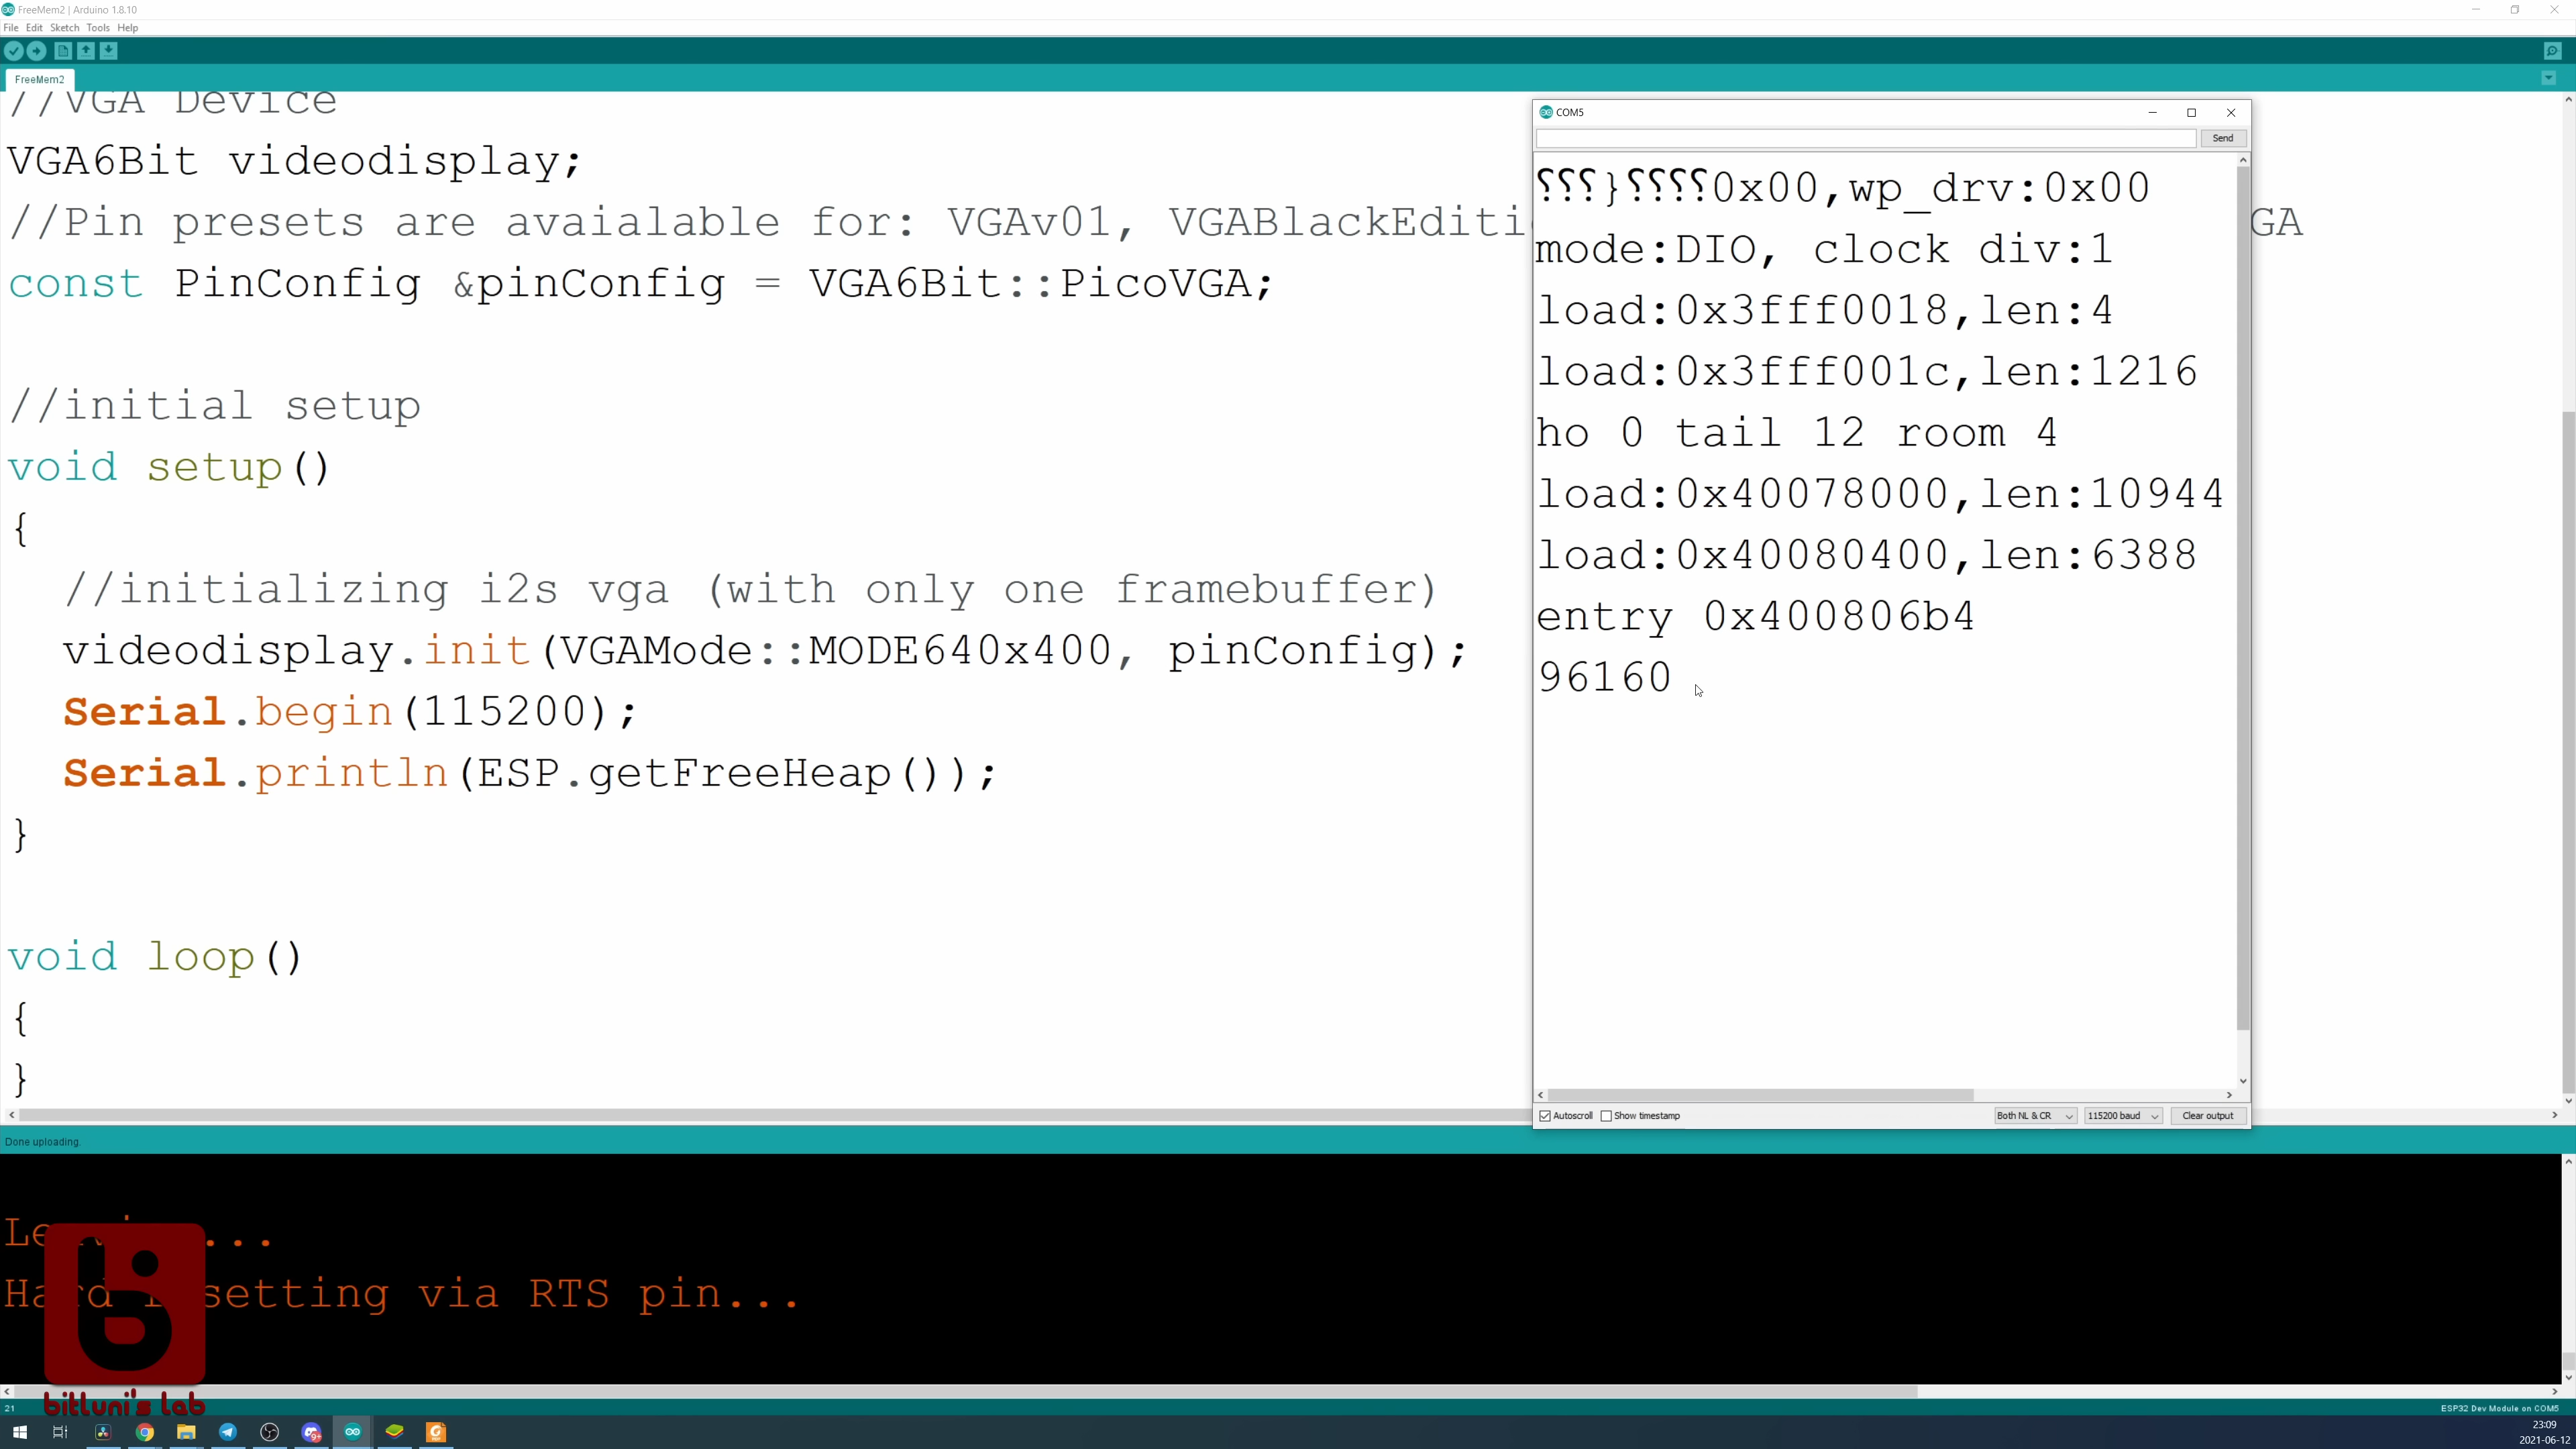 FreeMem2 | Arduino 1.8.10
File Edit Sketch Tools Help
FreeMem2
//VGA Device
VGA6Bit videodisplay;
//Pin presets are avaialable for: VGAv01, VGABlackEditi
GA
const PinConfig &pinConfig = VGA6Bit::PicoVGA;
//initial setup
void setup()
{
//initializing i2s vga (with only one framebuffer)
videodisplay.init(VGAMode::MODE640x400, pinConfig);
Serial.begin(115200);
Serial.println(ESP.getFreeHeap());
}
void loop()
{
}
COM5
Send
⸮⸮⸮}⸮⸮⸮⸮0x00,wp_drv:0x00
mode:DIO, clock div:1
load:0x3fff0018,len:4
load:0x3fff001c,len:1216
ho 0 tail 12 room 4
load:0x40078000,len:10944
load:0x40080400,len:6388
entry 0x400806b4
96160
Autoscroll Show timestamp
Both NL & CR
115200 baud
Clear output
Done uploading.
...
setting via RTS pin...
bitluni's lab
21
ESP32 Dev Module on COM5
9+
23:09
2021-06-12